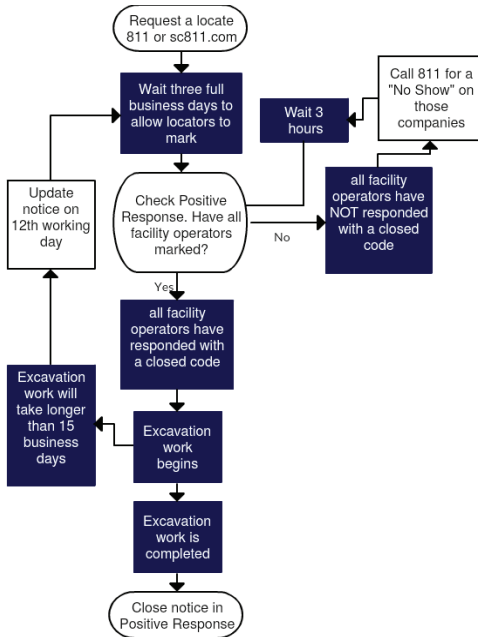 Request a locate
811 or sc811.com
Wait three full
business days to
allow locators to
mark
Wait 3
hours
Call 811 for a
"No Show" on
those
companies
Update
notice on
12th working
day
Check Positive
Response. Have all
facility operators
marked?
No
all facility
operators have
NOT responded
with a closed
code
Yes
all facility
operators have
responded with
a closed code
Excavation
work will
take longer
than 15
business
days
Excavation
work
begins
Excavation
work is
completed
Close notice in
Positive Response